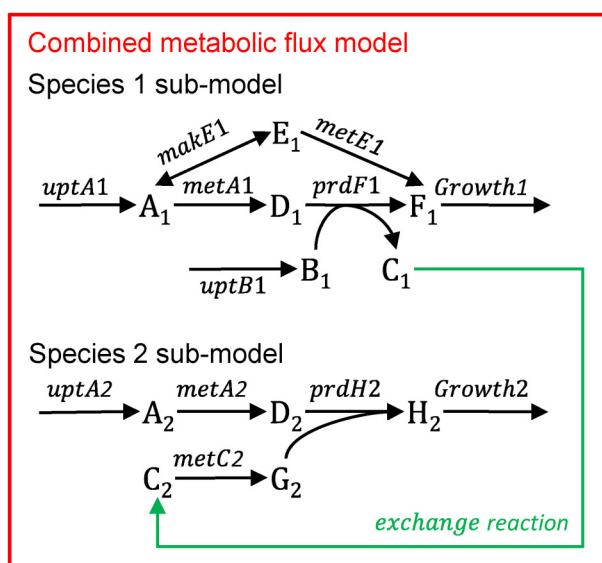 Combined metabolic flux model
Species 1 sub-model
makE1 E₁ metE1
uptA1 A₁ metA1 D₁ prdF1 F₁ Growth1
uptB1 B₁ C₁
Species 2 sub-model
uptA2 A₂ metA2 D₂ prdH2 H₂ Growth2
C₂ metC2 G₂
exchange reaction